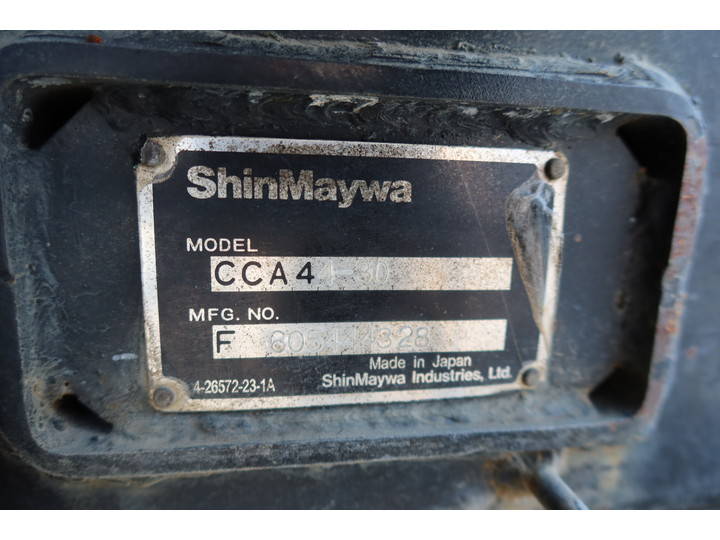 ShinMaywa
MODEL
CCA4
MFG. NO.
F
Made in Japan
4-26572-23-1A
ShinMaywa Industries, Ltd.